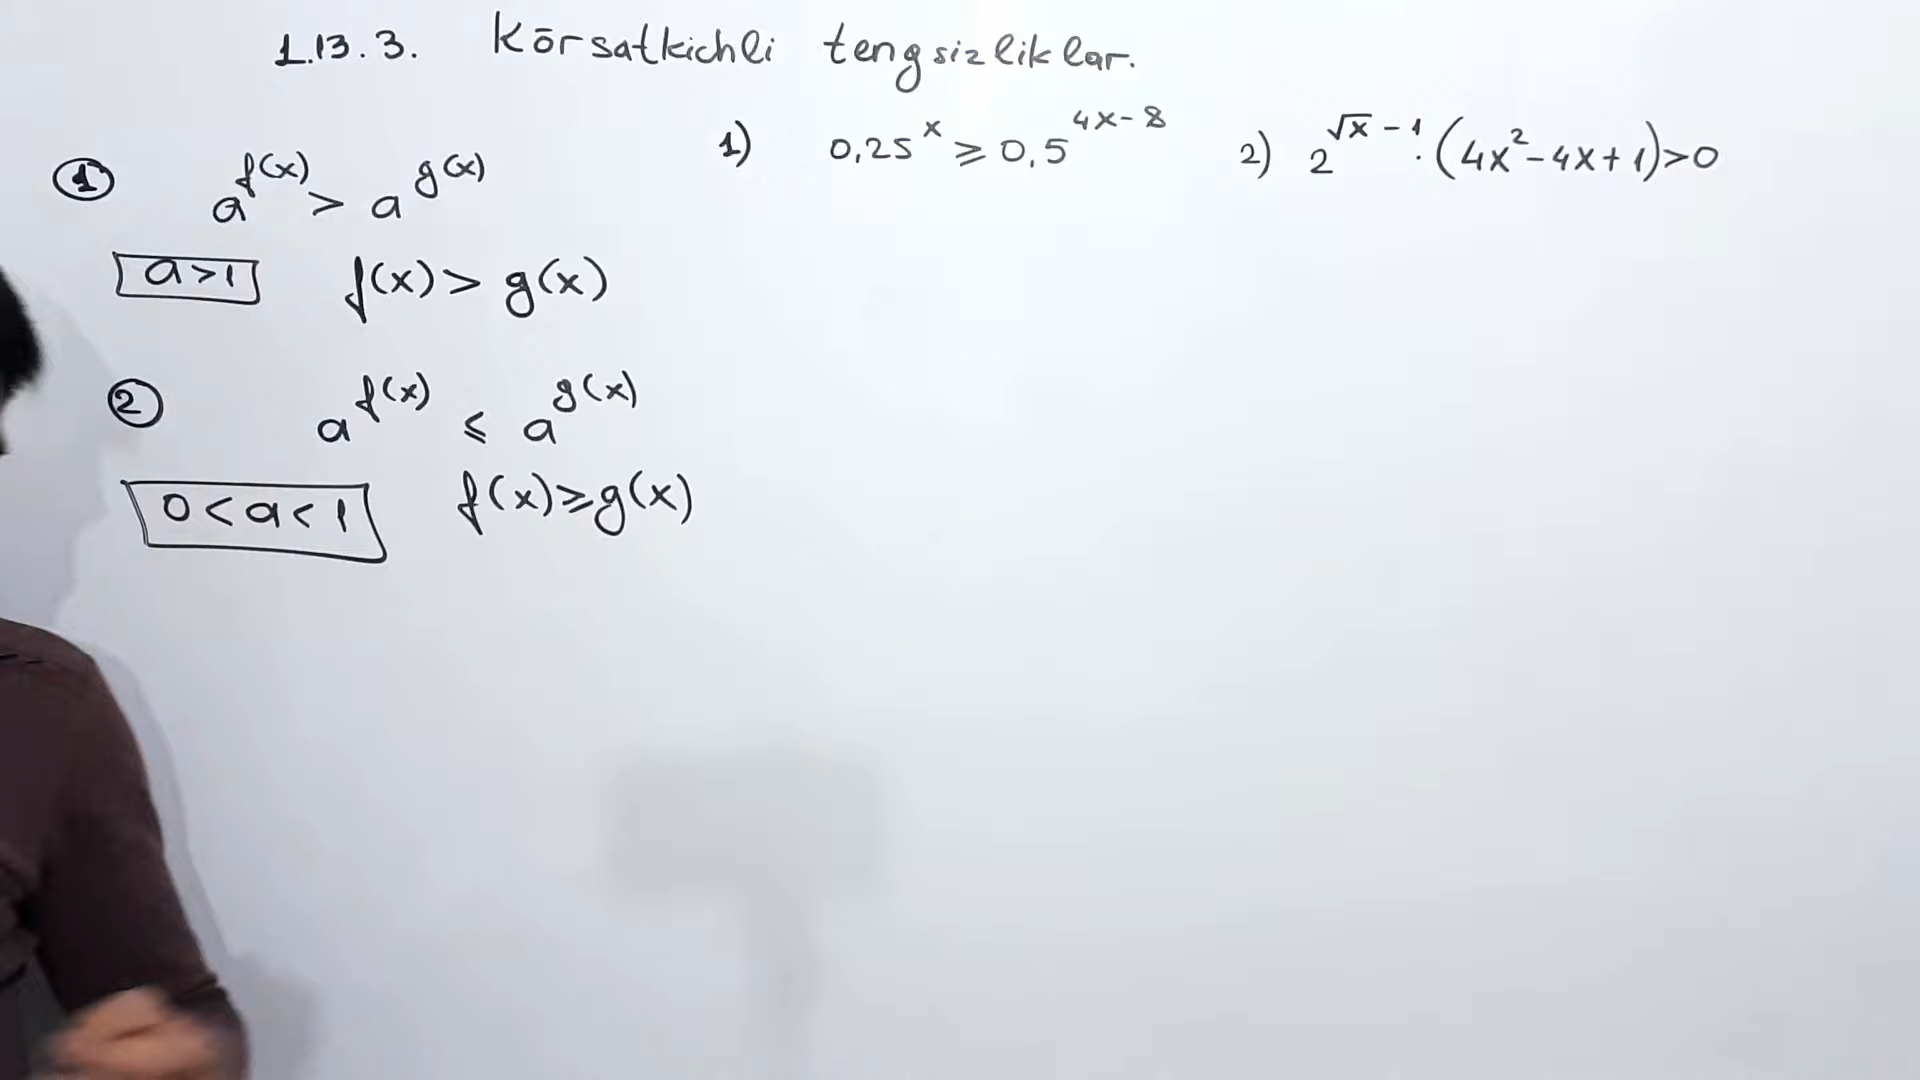 1.13.3. Körsatkichli tengsizliklar.
① a^f(x) > a^g(x)
a>1 f(x) > g(x)
② a^f(x) ⩽ a^g(x)
0<a<1 f(x)⩾g(x)
1) 0,25^x ⩾ 0,5^(4x-8)
2) 2^(√x - 1) · (4x²-4x+1)>0